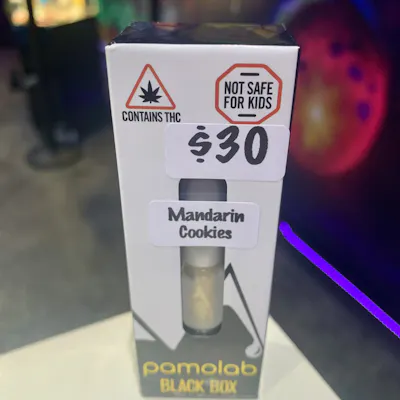 CONTAINS THC
NOT SAFE
FOR KIDS
$30
Mandarin
Cookies
pamolab
BLACK BOX